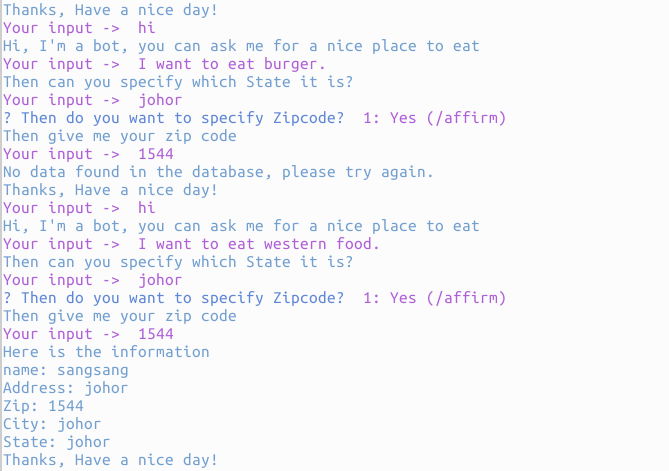 Thanks, Have a nice day!
Your input ->  hi
Hi, I'm a bot, you can ask me for a nice place to eat
Your input ->  I want to eat burger.
Then can you specify which State it is?
Your input ->  johor
? Then do you want to specify Zipcode?  1: Yes (/affirm)
Then give me your zip code
Your input ->  1544
No data found in the database, please try again.
Thanks, Have a nice day!
Your input ->  hi
Hi, I'm a bot, you can ask me for a nice place to eat
Your input ->  I want to eat western food.
Then can you specify which State it is?
Your input ->  johor
? Then do you want to specify Zipcode?  1: Yes (/affirm)
Then give me your zip code
Your input ->  1544
Here is the information
name: sangsang
Address: johor
Zip: 1544
City: johor
State: johor
Thanks, Have a nice day!